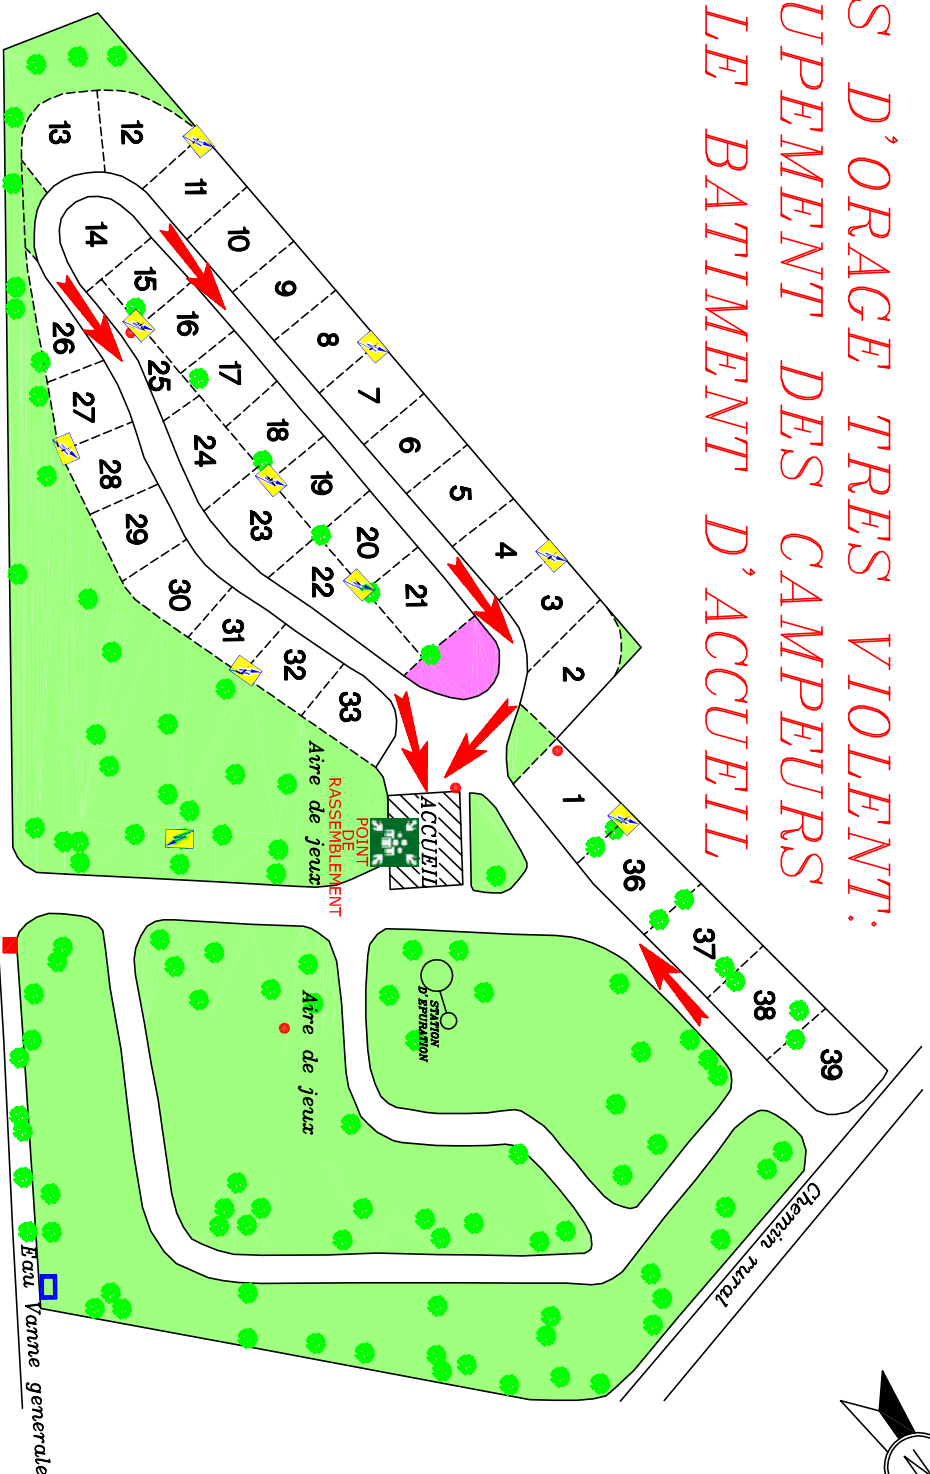 S D'ORAGE TRES VIOLENT:
UPEMENT DES CAMPEURS
LE BATIMENT D'ACCUEIL
13
12
11
10
9
8
7
6
5
4
3
2
1
14
15
16
17
18
19
20
21
22
23
24
25
26
27
28
29
30
31
32
33
36
37
38
39
ACCUEIL
POINT
DE
RASSEMBLEMENT
Aire de jeux
Aire de jeux
STATION
D'EPURATION
Chemin rural
Eau Vanne generale
N